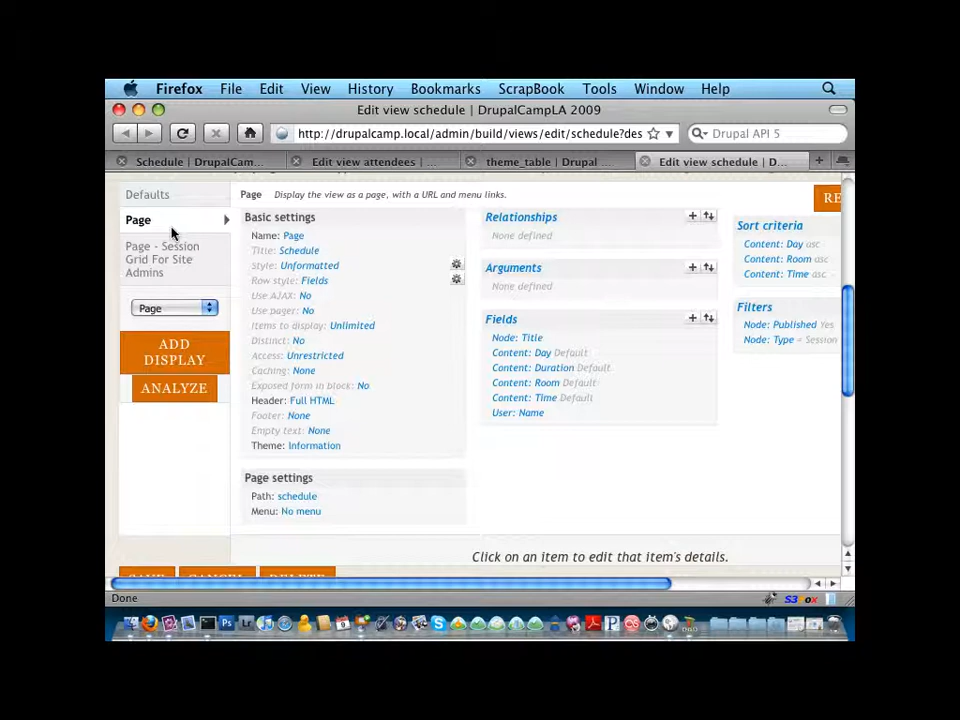 Firefox File Edit View History Bookmarks ScrapBook Tools Window Help
Edit view schedule | DrupalCampLA 2009
http://drupalcamp.local/admin/build/views/edit/schedule?des
Drupal API 5
Schedule | DrupalCam... Edit view attendees | ... theme_table | Drupal ... Edit view schedule | D...
Defaults
Page
Page - Session
Grid For Site
Admins
Page
ADD
DISPLAY
ANALYZE
Page Display the view as a page, with a URL and menu links.
RE
Basic settings
Name: Page
Title: Schedule
Style: Unformatted
Row style: Fields
Use AJAX: No
Use pager: No
Items to display: Unlimited
Distinct: No
Access: Unrestricted
Caching: None
Exposed form in block: No
Header: Full HTML
Footer: None
Empty text: None
Theme: Information
Page settings
Path: schedule
Menu: No menu
Relationships
None defined
Arguments
None defined
Fields
Node: Title
Content: Day Default
Content: Duration Default
Content: Room Default
Content: Time Default
User: Name
Sort criteria
Content: Day asc
Content: Room asc
Content: Time asc
Filters
Node: Published Yes
Node: Type = Session
Click on an item to edit that item's details.
SAVE CANCEL DELETE
Done
S3Fox